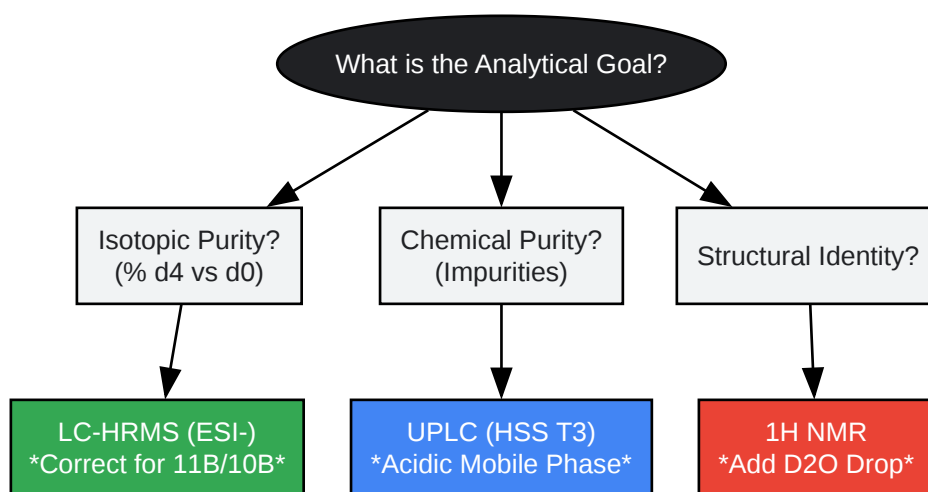 What is the Analytical Goal?
Isotopic Purity?
(% d4 vs d0)
Chemical Purity?
(Impurities)
Structural Identity?
LC-HRMS (ESI-)
*Correct for 11B/10B*
UPLC (HSS T3)
*Acidic Mobile Phase*
1H NMR
*Add D2O Drop*